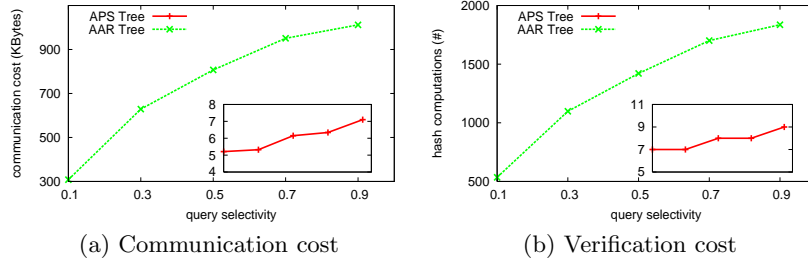 APS Tree
AAR Tree
communication cost (KBytes)
900
700
500
300
8
7
6
5
4
0.1 0.3 0.5 0.7 0.9
query selectivity
(a) Communication cost
APS Tree
AAR Tree
hash computations (#)
2000
1500
1000
500
11
9
7
5
0.1 0.3 0.5 0.7 0.9
query selectivity
(b) Verification cost